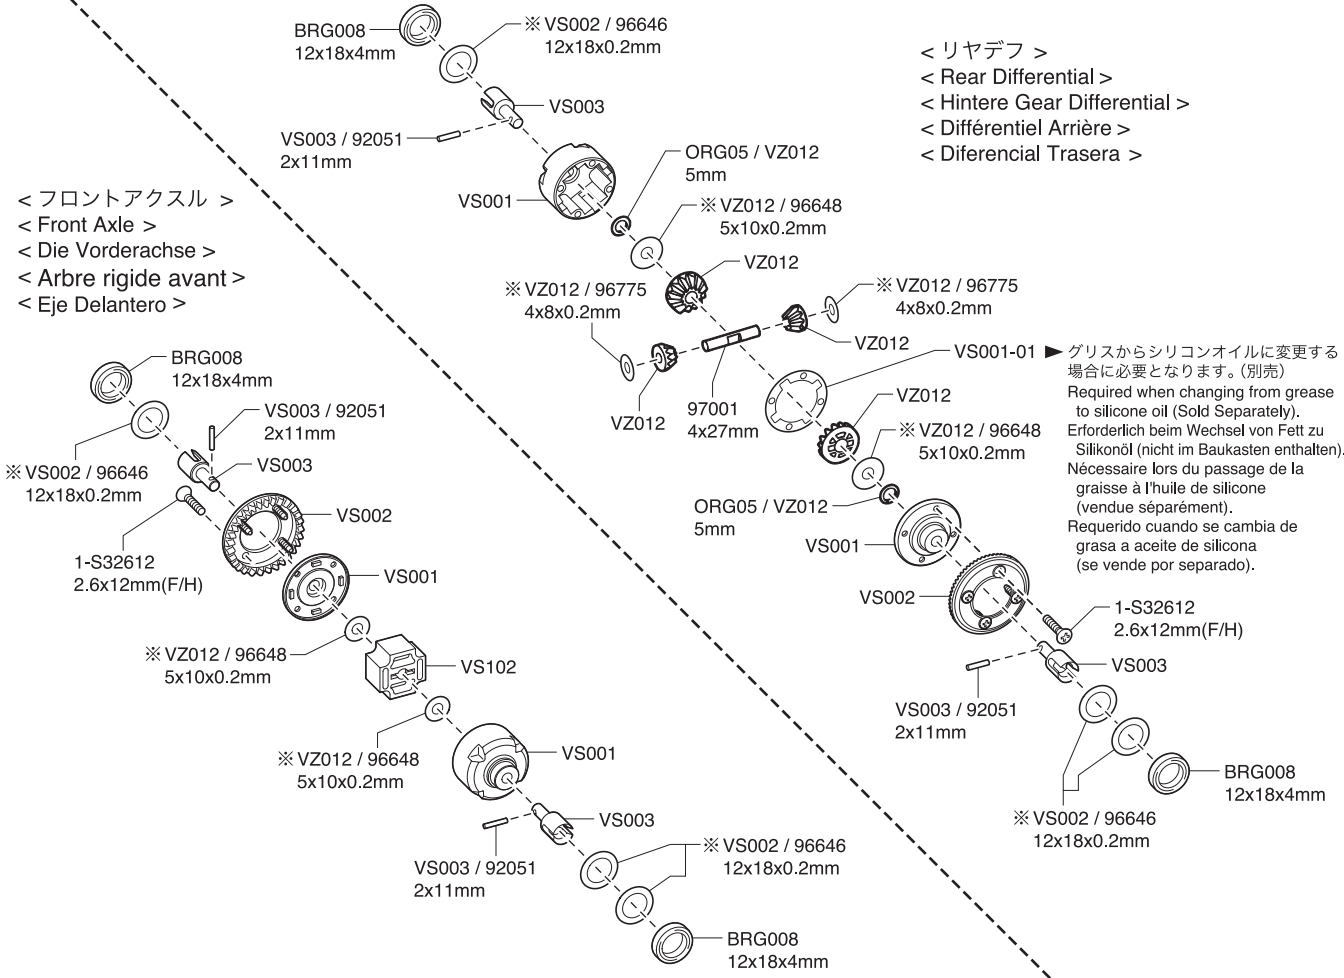 BRG008
12x18x4mm
※VS002 / 96646
12x18x0.2mm
VS003
VS003 / 92051
2x11mm
VS001
ORG05 / VZ012
5mm
※VZ012 / 96648
5x10x0.2mm
VZ012
※VZ012 / 96775
4x8x0.2mm
※VZ012 / 96775
4x8x0.2mm
VZ012
VZ012
97001
4x27mm
< リヤデフ >
< Rear Differential >
< Hintere Gear Differential >
< Différentiel Arrière >
< Diferencial Trasera >
VS001-01 ▶ グリスからシリコンオイルに変更する
場合に必要となります。(別売)
Required when changing from grease
to silicone oil (Sold Separately).
Erforderlich beim Wechsel von Fett zu
Silikonöl (nicht im Baukasten enthalten).
Nécessaire lors du passage de la
graisse à l'huile de silicone
(vendue séparément).
Requerido cuando se cambia de
grasa a aceite de silicona
(se vende por separado).
VZ012
※VZ012 / 96648
5x10x0.2mm
ORG05 / VZ012
5mm
VS001
VS002
1-S32612
2.6x12mm(F/H)
VS003
VS003 / 92051
2x11mm
※VS002 / 96646
12x18x0.2mm
BRG008
12x18x4mm
< フロントアクスル >
< Front Axle >
< Die Vorderachse >
< Arbre rigide avant >
< Eje Delantero >
BRG008
12x18x4mm
VS003 / 92051
2x11mm
VS003
※VS002 / 96646
12x18x0.2mm
VS002
1-S32612
2.6x12mm(F/H)
VS001
※VZ012 / 96648
5x10x0.2mm
VS102
※VZ012 / 96648
5x10x0.2mm
VS001
VS003
VS003 / 92051
2x11mm
※VS002 / 96646
12x18x0.2mm
BRG008
12x18x4mm